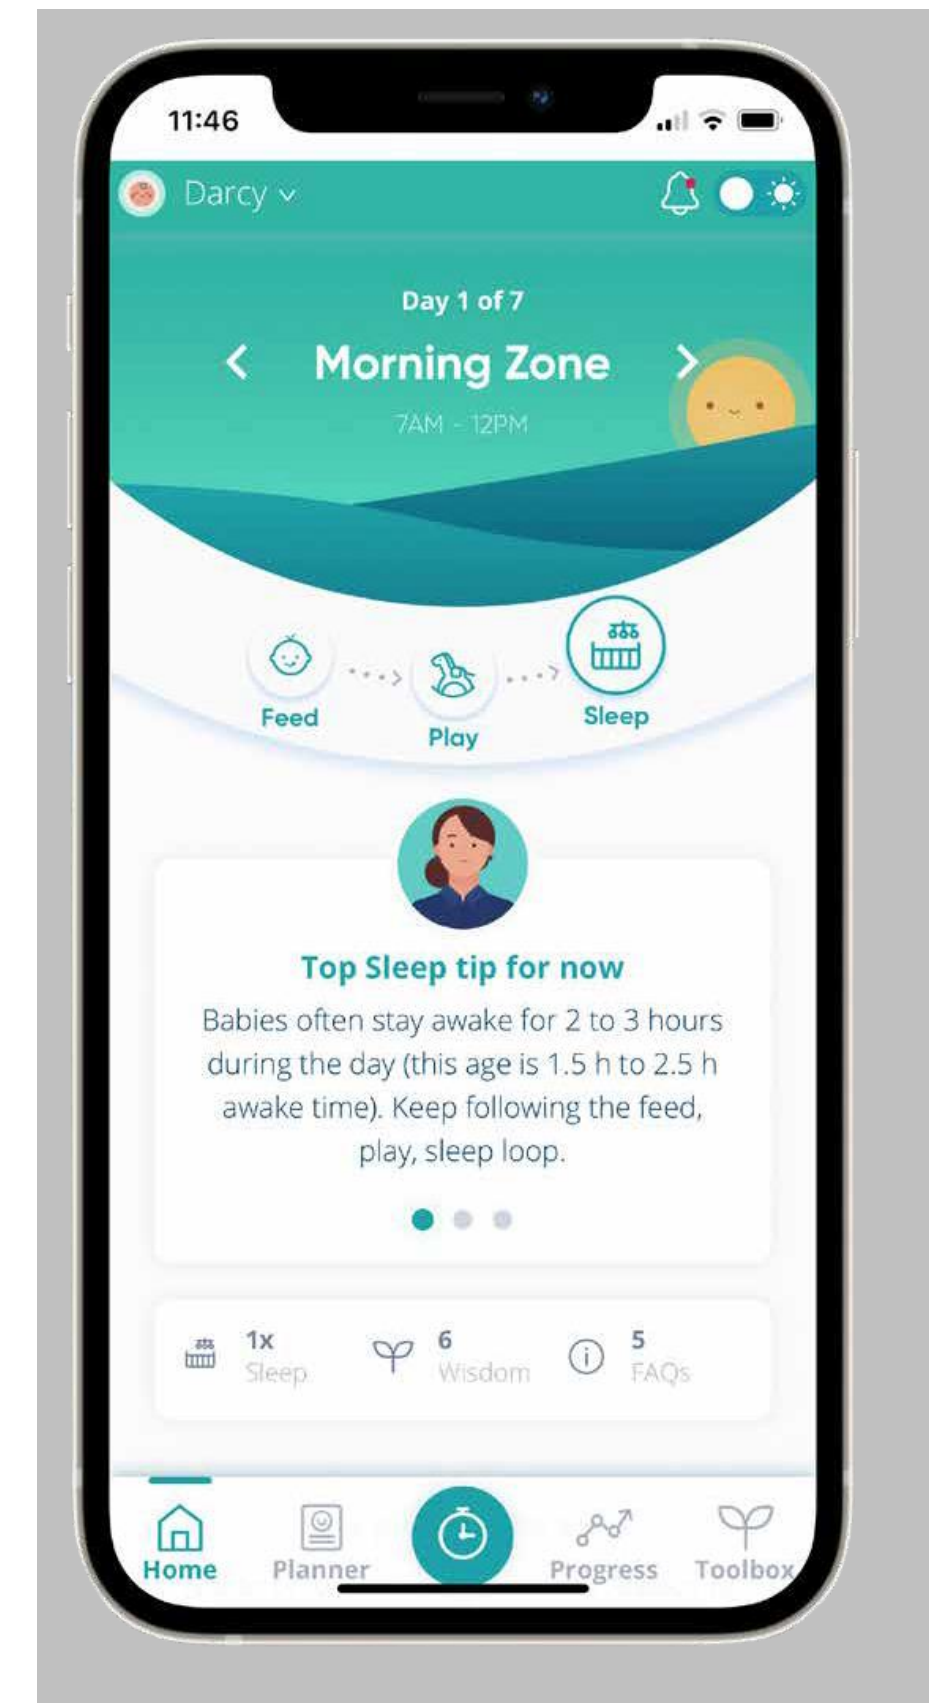 11:46
Darcy
Day 1 of 7
Morning Zone
7AM - 12PM
Feed
Play
Sleep
Top Sleep tip for now
Babies often stay awake for 2 to 3 hours
during the day (this age is 1.5 h to 2.5 h
awake time). Keep following the feed,
play, sleep loop.
1x
Sleep
6
Wisdom
5
FAQs
Home
Planner
Progress
Toolbox